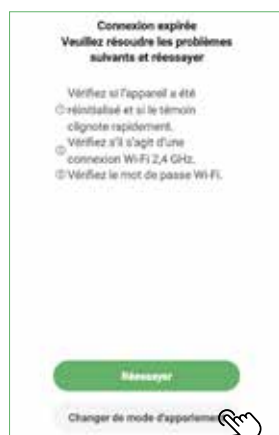 Connexion expirée
Veuillez résoudre les problèmes
suivants et réessayer
Vérifiez si l'appareil a été
① réinitialisé et si le témoin
clignote rapidement.
Vérifiez s'il s'agit d'une
connexion Wi-Fi 2,4 GHz.
Vérifiez le mot de passe Wi-Fi.
Réessayer
Changer de mode d'appariement